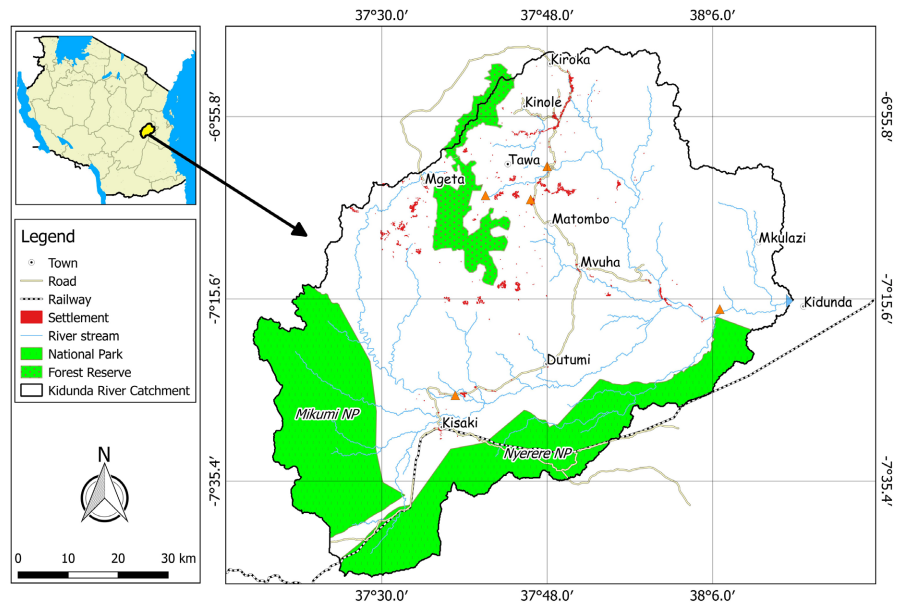 37°30.0′ 37°48.0′ 38°6.0′
-6°55.8′ -6°55.8′
Kiroka
Kinole
Tawa
Mgeta
Matombo
Mkulazi
Mvuha
-7°15.6′ -7°15.6′
Kidunda
Dutumi
Mikumi NP
Kisaki
Nyerere NP
-7°35.4′ -7°35.4′
37°30.0′ 37°48.0′ 38°6.0′
Legend
Town
Road
Railway
Settlement
River stream
National Park
Forest Reserve
Kidunda River Catchment
N
0 10 20 30 km